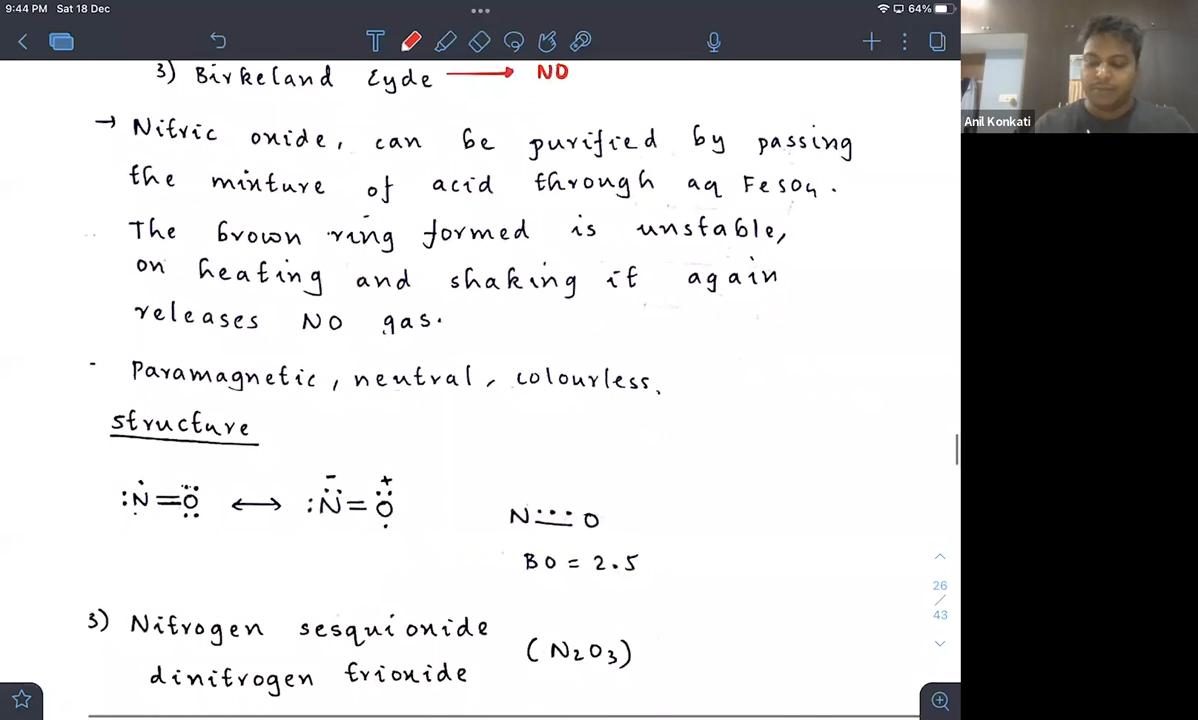 9:44 PM Sat 18 Dec
64%
3) Birkeland Eyde → NO
Anil Konkati
→ Nitric oxide, can be purified by passing
the mixture of acid through aq FeSO4.
The brown ring formed is unstable,
on heating and shaking it again
releases NO gas.
- Paramagnetic, neutral, colourless.
structure
:N=O ⟷ :N=O
- +
N O
BO = 2.5
26
/
43
3) Nitrogen sesquioxide
(N2O3)
dinitrogen trioxide